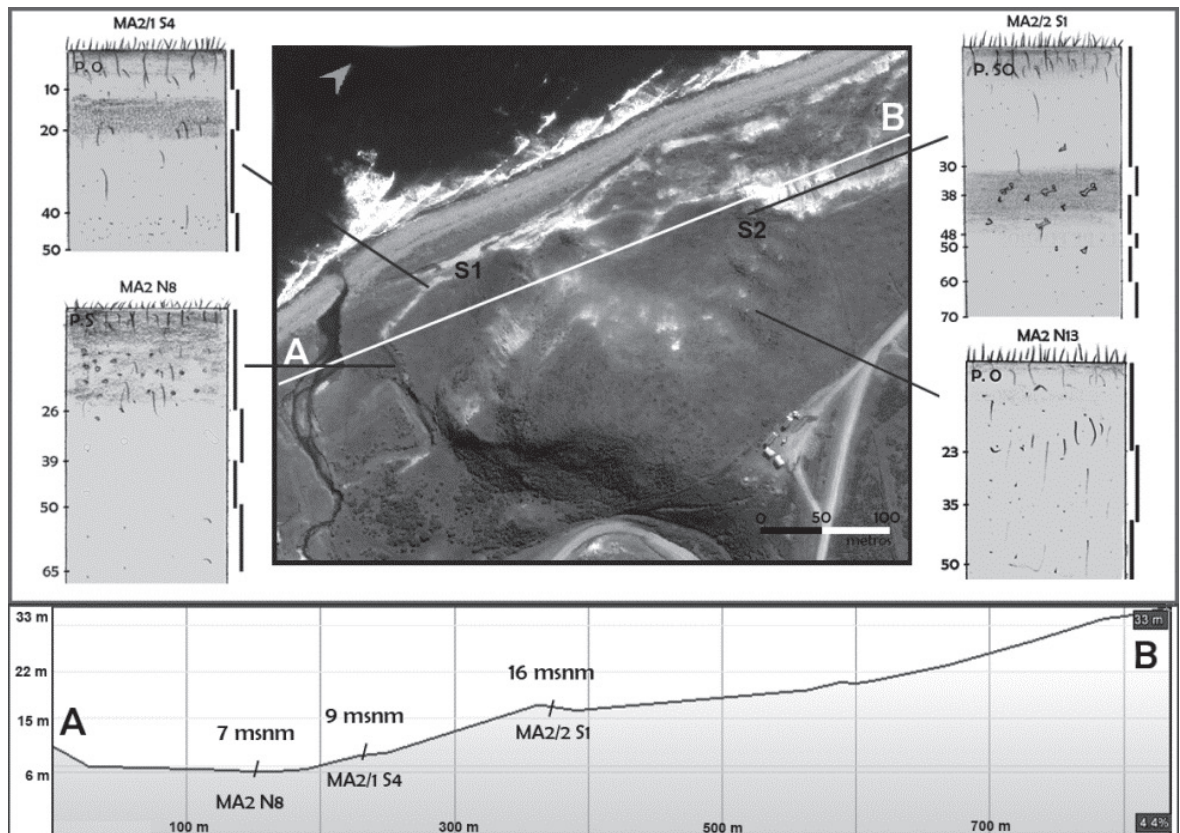 MA2/1 S4
P. O
10
20
40
50
MA2 N8
P. S
26
39
50
65
A
B
S1
S2
0 50 100
metros
MA2/2 S1
P. SO
30
38
48
50
60
70
MA2 N13
P. O
23
35
50
33 m
22 m
15 m
6 m
A
7 msnm
MA2 N8
9 msnm
MA2/1 S4
16 msnm
MA2/2 S1
33 m
B
100 m
300 m
500 m
700 m
4.4%